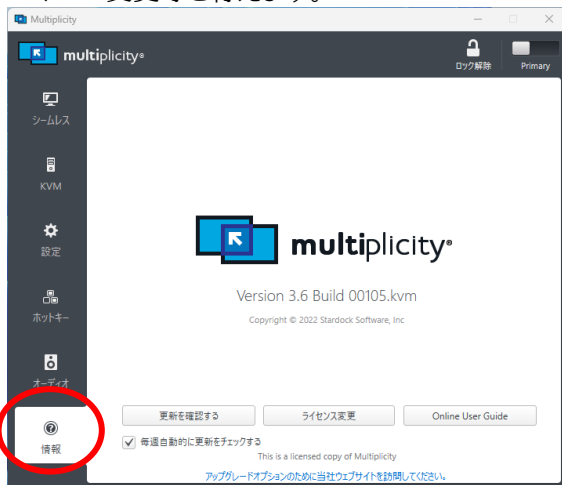 Multiplicity
multiplicity®
ロック解除
Primary
シームレス
KVM
設定
ホットキー
オーディオ
情報
multiplicity®
Version 3.6 Build 00105.kvm
Copyright © 2022 Stardock Software, Inc
更新を確認する
ライセンス変更
Online User Guide
毎週自動的に更新をチェックする
This is a licensed copy of Multiplicity
アップグレードオプションのために当社ウェブサイトを訪問してください。